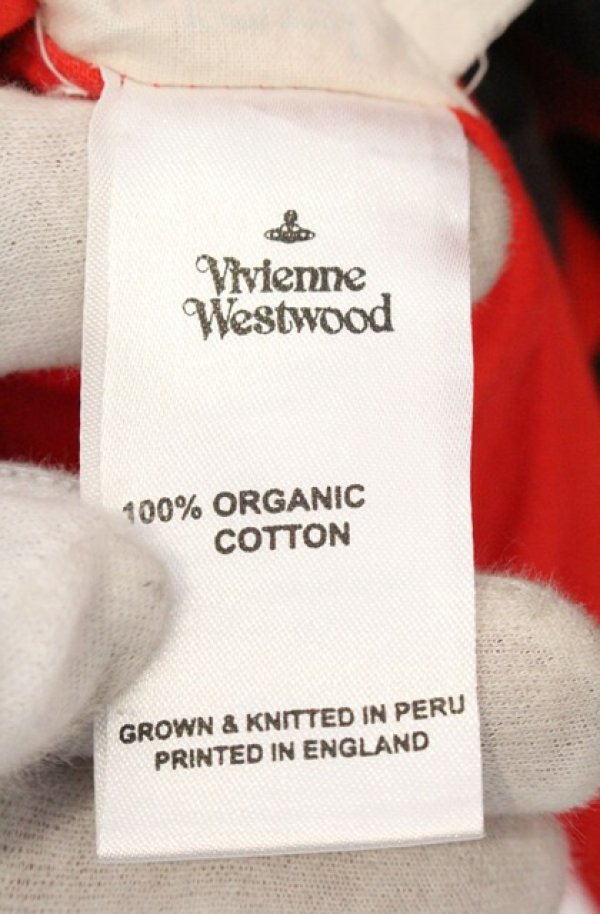 Vivienne
Westwood
100% ORGANIC
COTTON
GROWN & KNITTED IN PERU
PRINTED IN ENGLAND